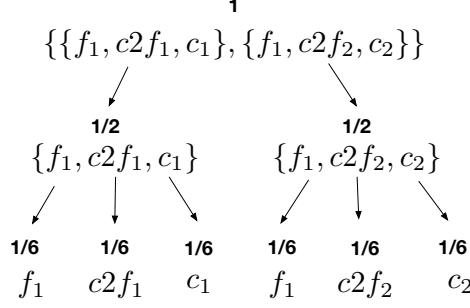 1
{{f₁, c2f₁, c₁}, {f₁, c2f₂, c₂}}
1/2 1/2
{f₁, c2f₁, c₁} {f₁, c2f₂, c₂}
1/6 1/6 1/6 1/6 1/6 1/6
f₁ c2f₁ c₁ f₁ c2f₂ c₂